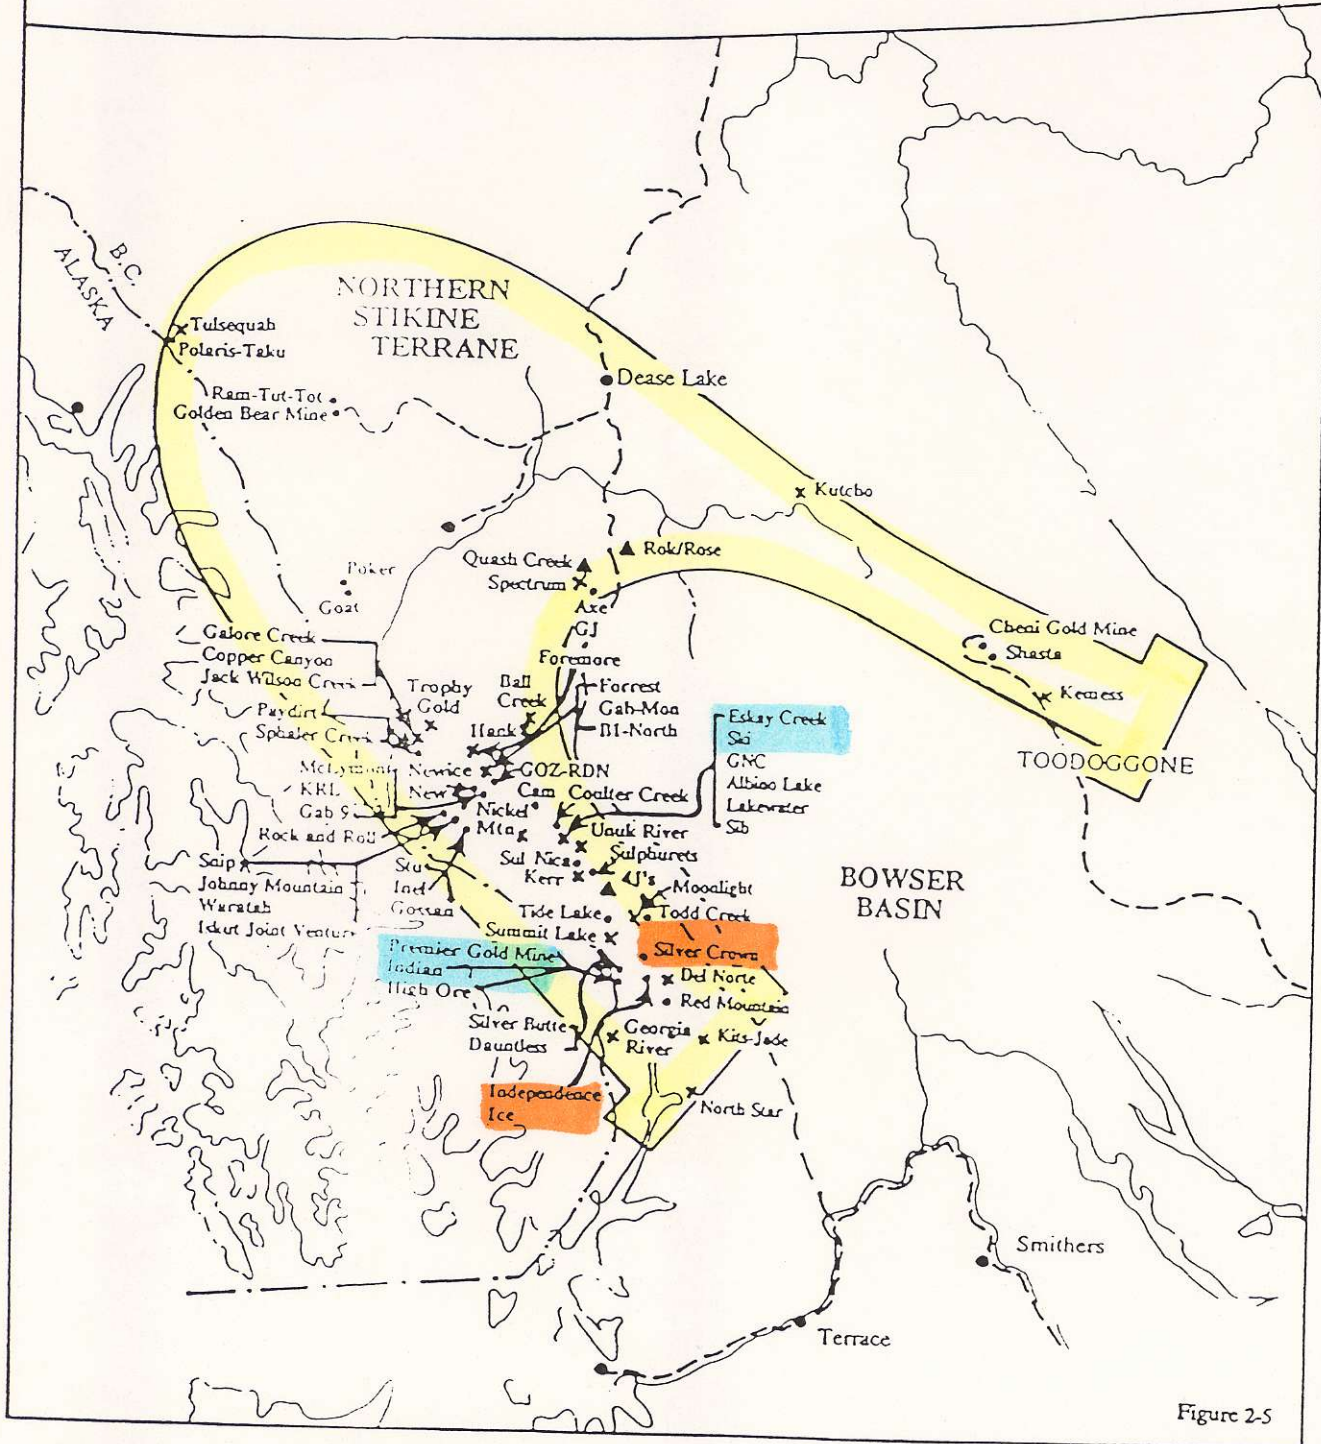 B.C.
ALASKA
NORTHERN
STIKINE
TERRANE
Tulsequah
Polaris-Taku
Ram-Tut-Tot
Golden Bear Mine
Dease Lake
Kutcho
Quash Creek
Rok/Rose
Spectrum
Axe
GJ
Poker
Goat
Foremore
Galore Creek
Copper Canyon
Jack Wilson Creek
Trophy
Gold
Ball
Creek
Forrest
Gab-Mon
BI-North
Hank
Paydirt
Sphaler Creek
Cheni Gold Mine
Shasta
Kemess
TOODOGGONE
Eskay Creek
Ski
GNC
Albino Lake
Lakewater
Sib
McLymont
KRL
Gab 9
Rock and Roll
Newice
New
GOZ-RDN
Cam
Coulter Creek
Nickel
Mtn
Unuk River
Sulphurets
Sul Nica
Kerr
J's
Snip
Johnny Mountain
Waratah
Iskut Joint Venture
Stu
Inel
Gossan
Moonlight
Todd Creek
Tide Lake
Summit Lake
BOWSER
BASIN
Premier Gold Mine
Indian
High Ore
Silver Crown
Del Norte
Red Mountain
Silver Butte
Dauntless
Georgia
River
Kits-Jade
Independence
Ice
North Star
Smithers
Terrace
Figure 2-5